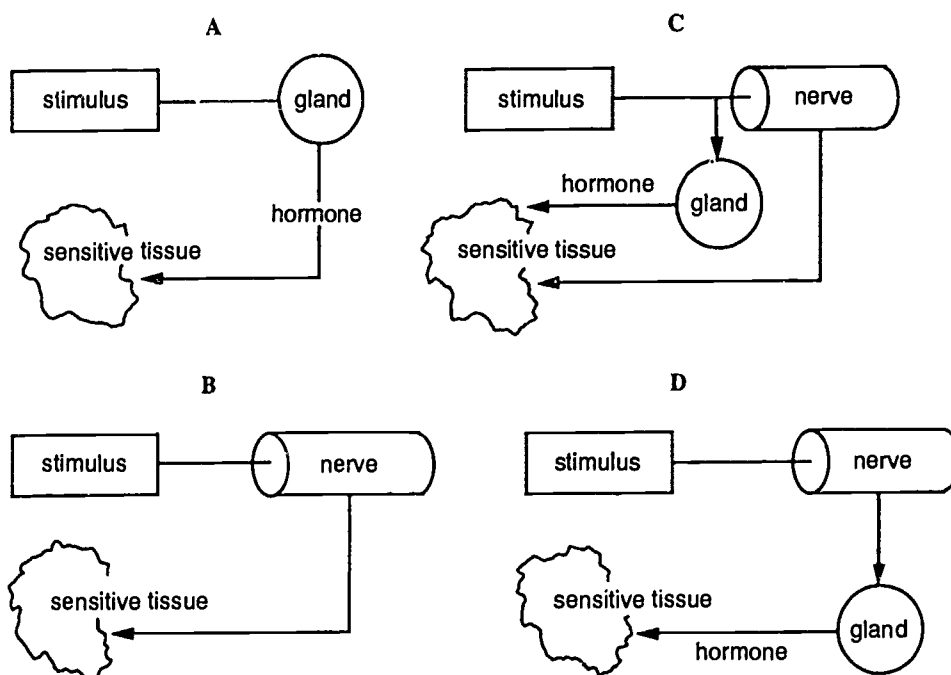 A
stimulus
gland
hormone
sensitive tissue
C
stimulus
nerve
hormone
gland
sensitive tissue
B
stimulus
nerve
sensitive tissue
D
stimulus
nerve
sensitive tissue
gland
hormone